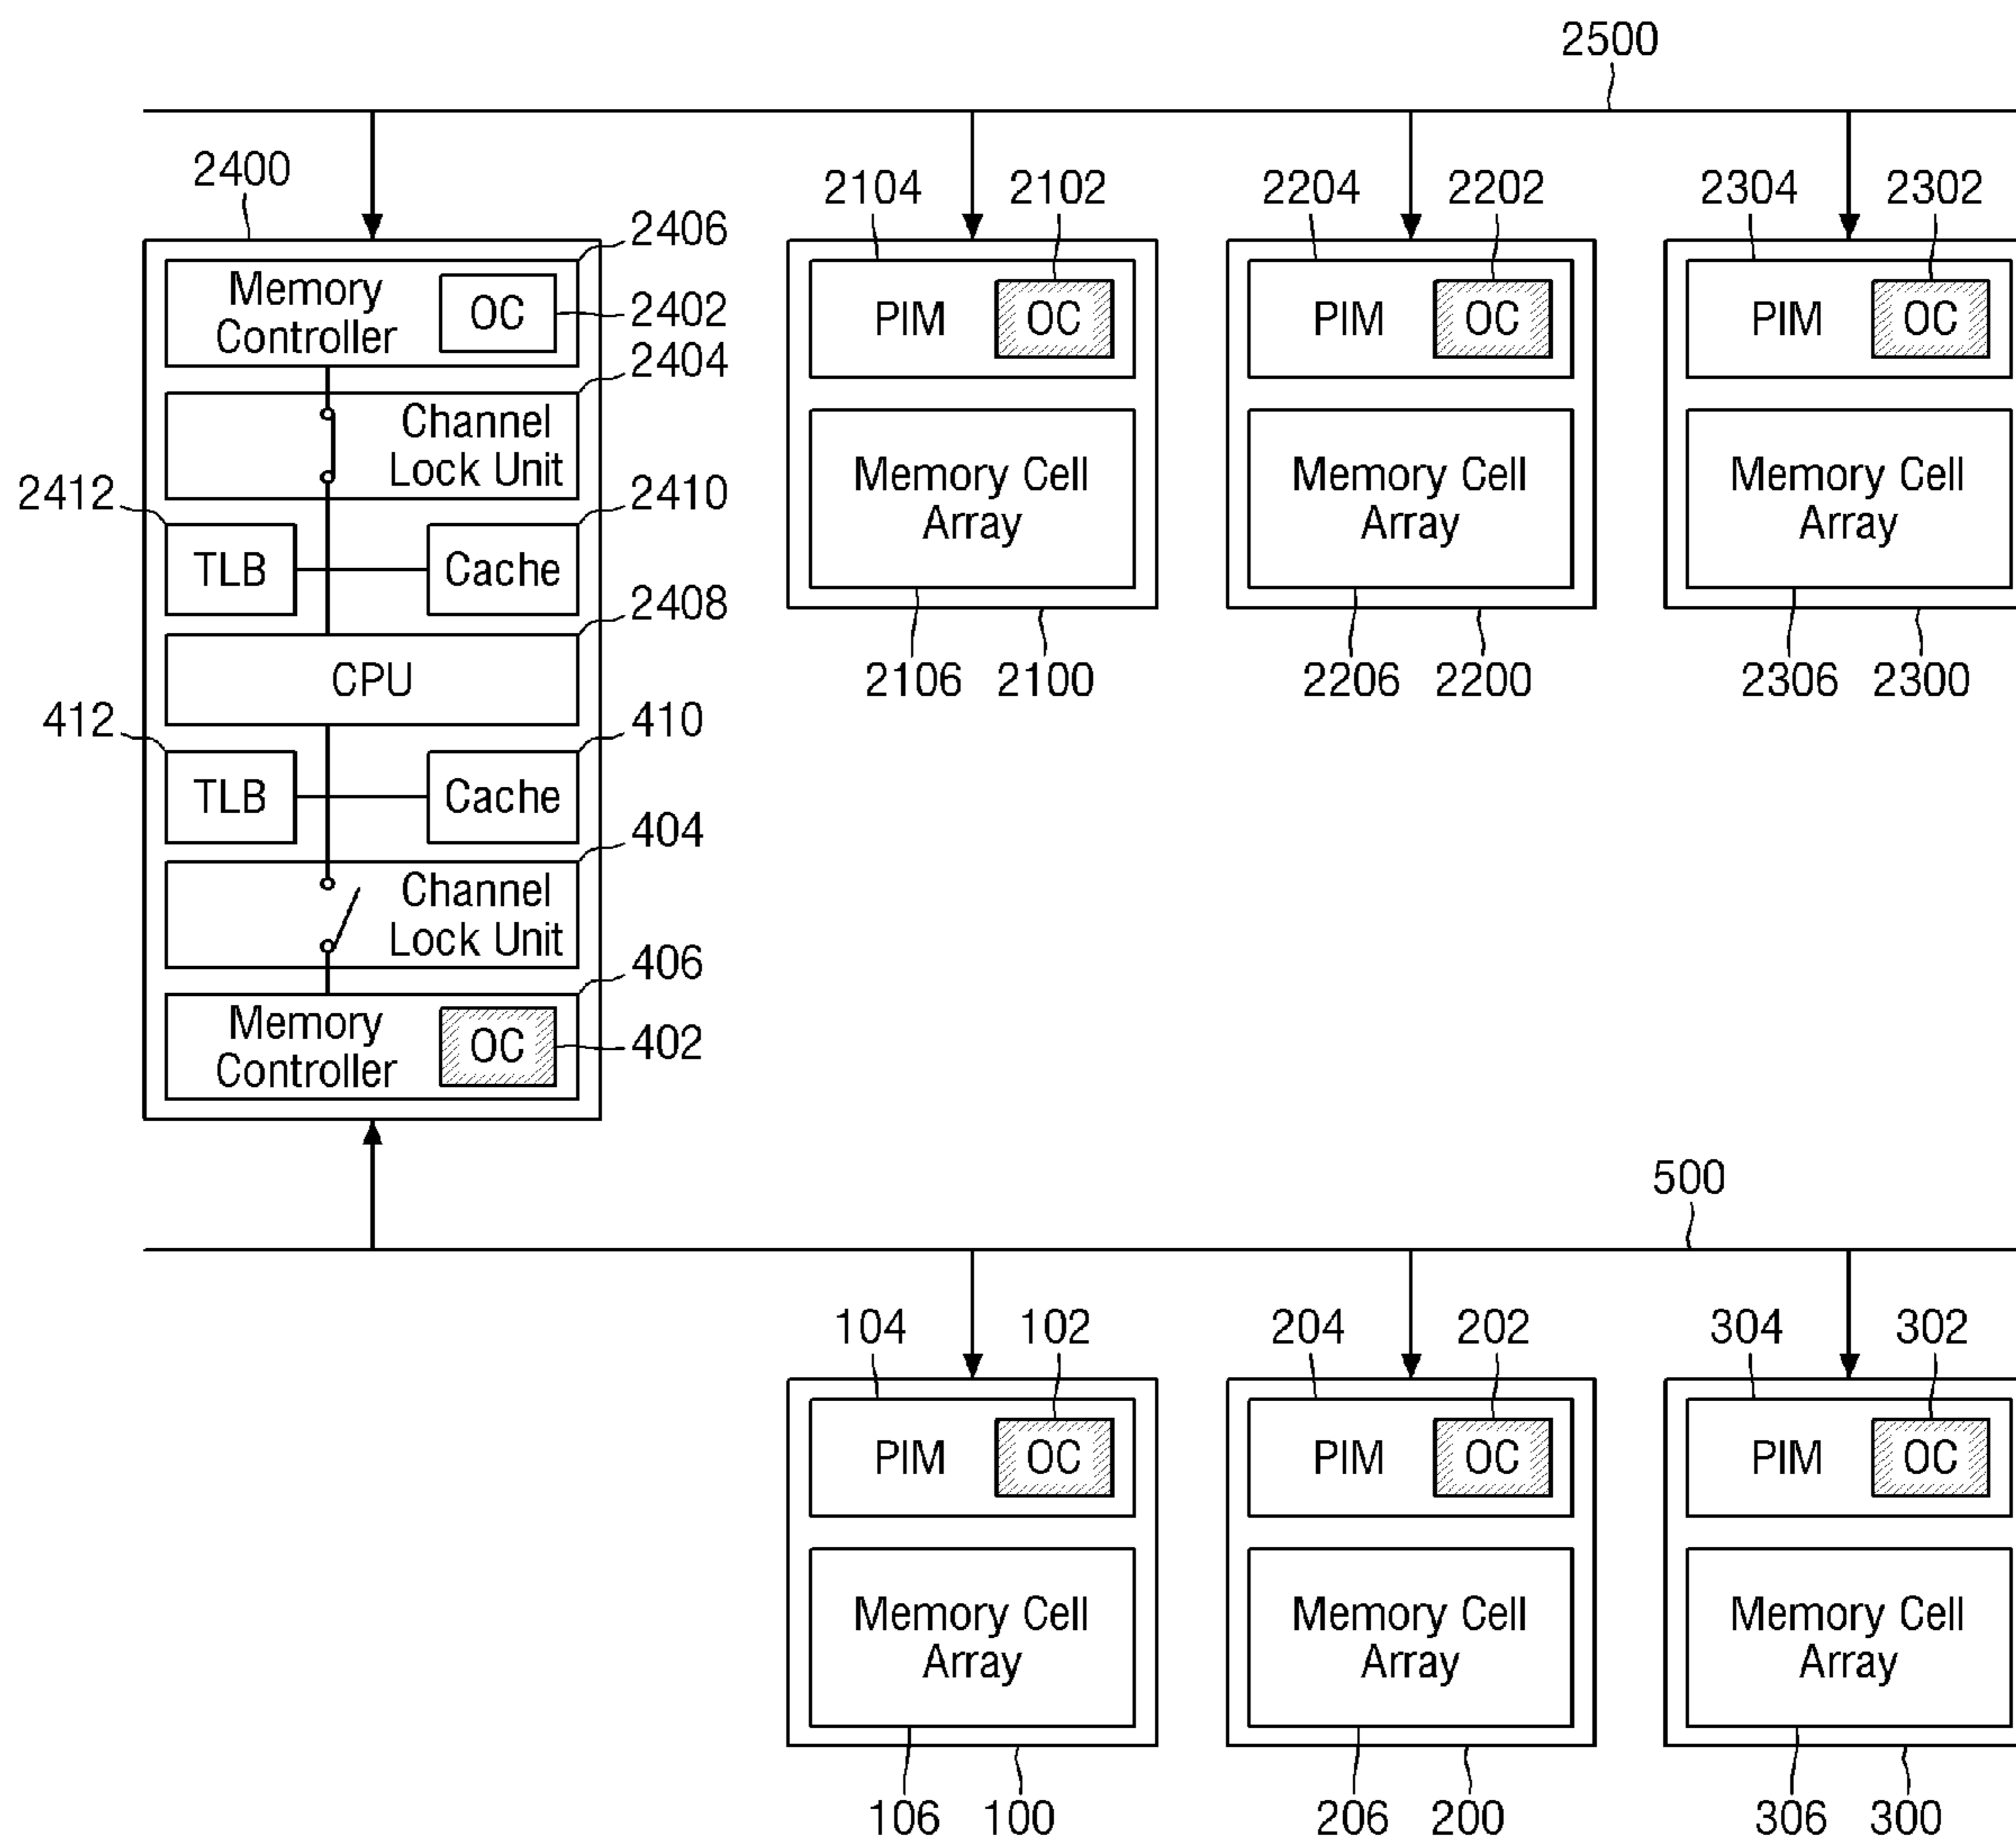 2500
2400
2406
2104
2102
2204
2202
2304
2302
Memory
Controller
OC
2402
PIM
OC
PIM
OC
PIM
OC
2404
Channel
Lock Unit
Memory Cell
Array
Memory Cell
Array
Memory Cell
Array
2412
2410
TLB
Cache
2408
2106
2100
2206
2200
2306
2300
CPU
412
410
TLB
Cache
404
Channel
Lock Unit
406
Memory
Controller
OC
402
500
104
102
204
202
304
302
PIM
OC
PIM
OC
PIM
OC
Memory Cell
Array
Memory Cell
Array
Memory Cell
Array
106
100
206
200
306
300